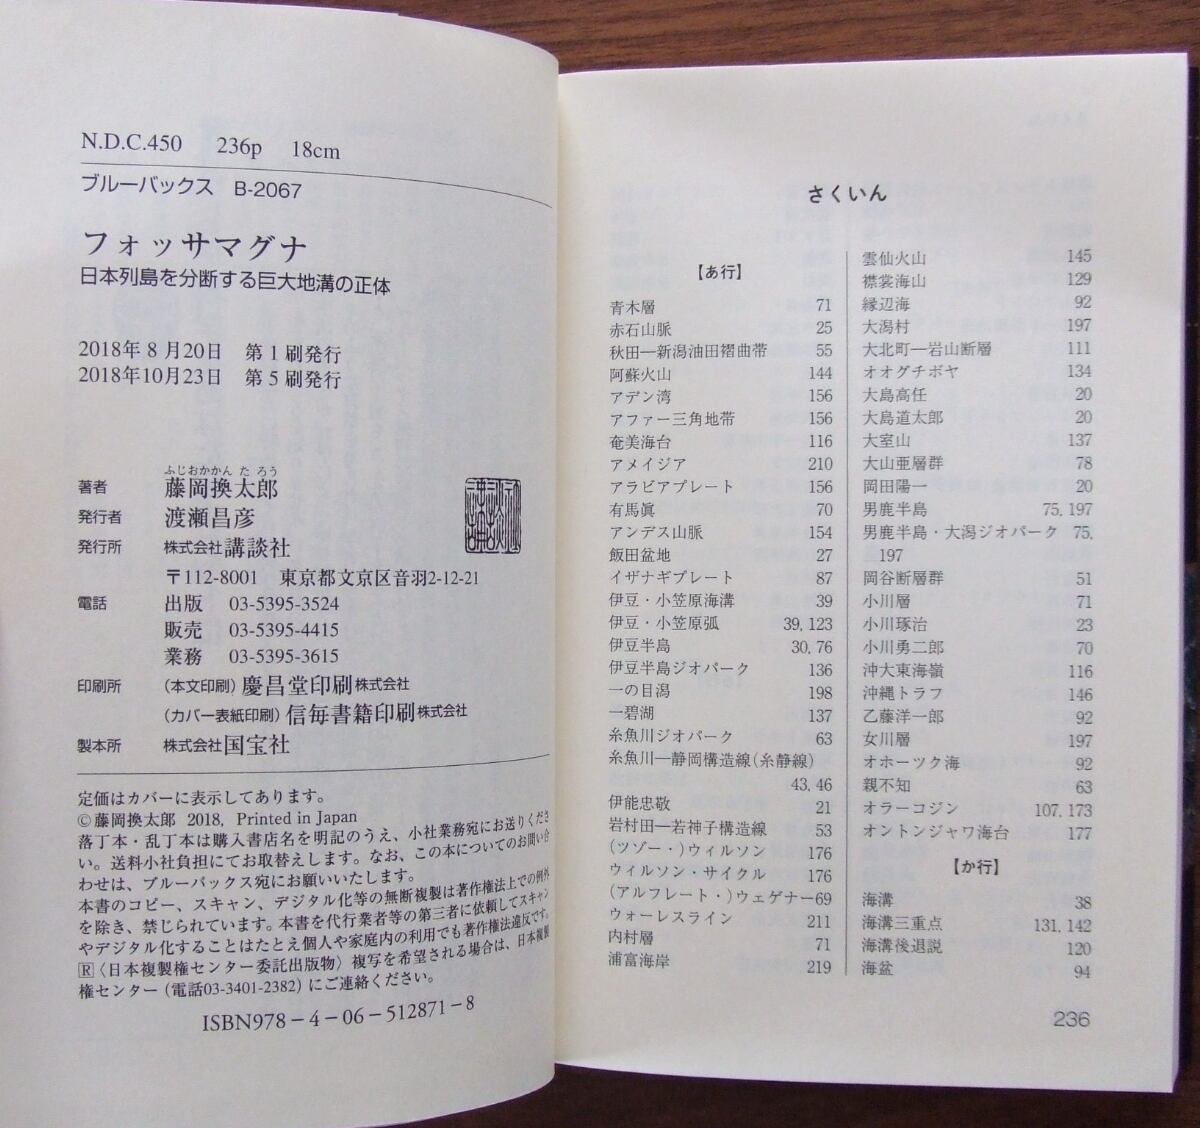 N.D.C.450　236p　18cm
ブルーバックス　B-2067
フォッサマグナ
日本列島を分断する巨大地溝の正体
2018年 8 月20日　第 1 刷発行
2018年10月23日　第 5 刷発行
ふじおかかん た ろう
著者　藤岡換太郎
発行者　渡瀬昌彦
発行所　株式会社講談社
〒112-8001　東京都文京区音羽2-12-21
電話　出版　03-5395-3524
販売　03-5395-4415
業務　03-5395-3615
印刷所　(本文印刷) 慶昌堂印刷株式会社
(カバー表紙印刷) 信毎書籍印刷株式会社
製本所　株式会社国宝社
定価はカバーに表示してあります。
©藤岡換太郎 2018, Printed in Japan
落丁本・乱丁本は購入書店名を明記のうえ、小社業務宛にお送りくださ
い。送料小社負担にてお取替えします。なお、この本についてのお問い合
わせは、ブルーバックス宛にお願いいたします。
本書のコピー、スキャン、デジタル化等の無断複製は著作権法上での例外
を除き、禁じられています。本書を代行業者等の第三者に依頼してスキャン
やデジタル化することはたとえ個人や家庭内の利用でも著作権法違反です。
R〈日本複製権センター委託出版物〉複写を希望される場合は、日本複製
権センター (電話03-3401-2382) にご連絡ください。
ISBN978－4－06－512871－8
さくいん
【あ行】
青木層　71
赤石山脈　25
秋田―新潟油田褶曲帯　55
阿蘇火山　144
アデン湾　156
アファー三角地帯　156
奄美海台　116
アメイジア　210
アラビアプレート　156
有馬眞　70
アンデス山脈　154
飯田盆地　27
イザナギプレート　87
伊豆・小笠原海溝　39
伊豆・小笠原弧　39, 123
伊豆半島　30, 76
伊豆半島ジオパーク　136
一の目潟　198
一碧湖　137
糸魚川ジオパーク　63
糸魚川―静岡構造線(糸静線)
43, 46
伊能忠敬　21
岩村田―若神子構造線　53
(ツゾー・)ウィルソン　176
ウィルソン・サイクル　176
(アルフレート・)ウェゲナー69
ウォーレスライン　211
内村層　71
浦富海岸　219
雲仙火山　145
襟裳海山　129
縁辺海　92
大潟村　197
大北町―岩山断層　111
オオグチボヤ　134
大島高任　20
大島道太郎　20
大室山　137
大山亜層群　78
岡田陽一　20
男鹿半島　75, 197
男鹿半島・大潟ジオパーク　75,
197
岡谷断層群　51
小川層　71
小川琢治　23
小川勇二郎　70
沖大東海嶺　116
沖縄トラフ　146
乙藤洋一郎　92
女川層　197
オホーツク海　92
親不知　63
オラーコジン　107, 173
オントンジャワ海台　177
【か行】
海溝　38
海溝三重点　131, 142
海溝後退説　120
海盆　94
236